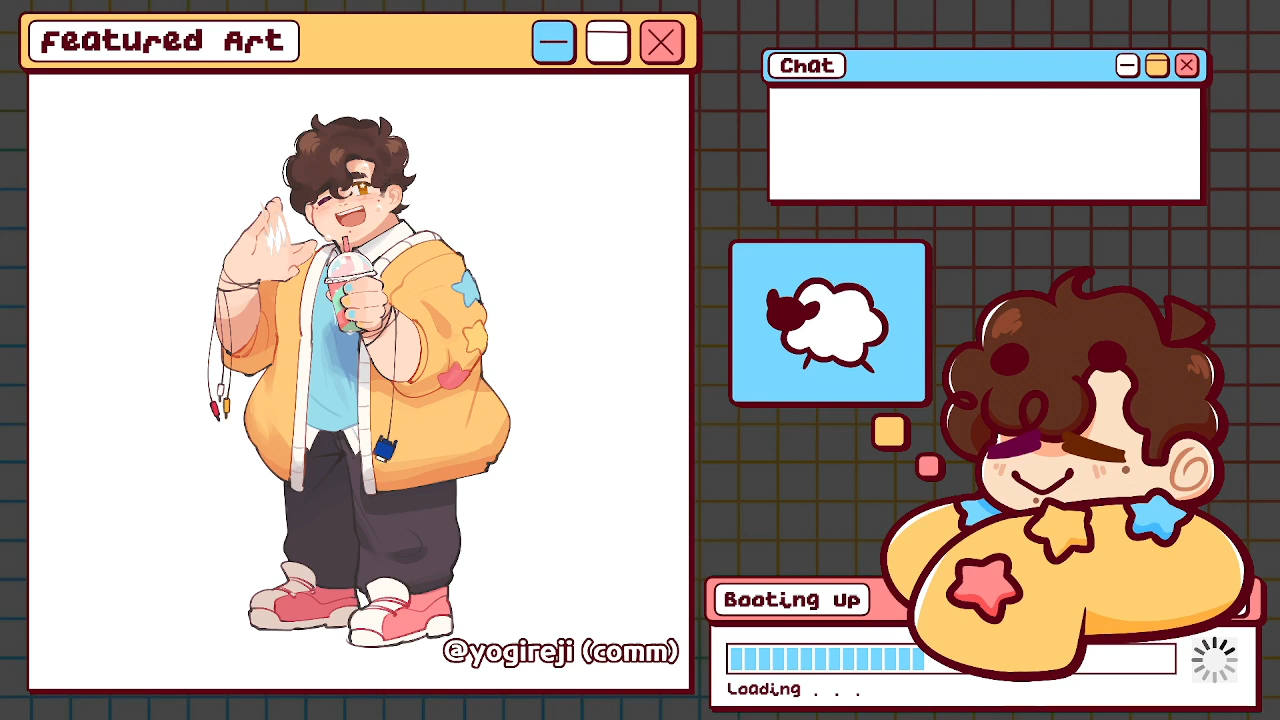 Featured Art
Chat
@yogireji (comm)
Booting Up
Loading . . .